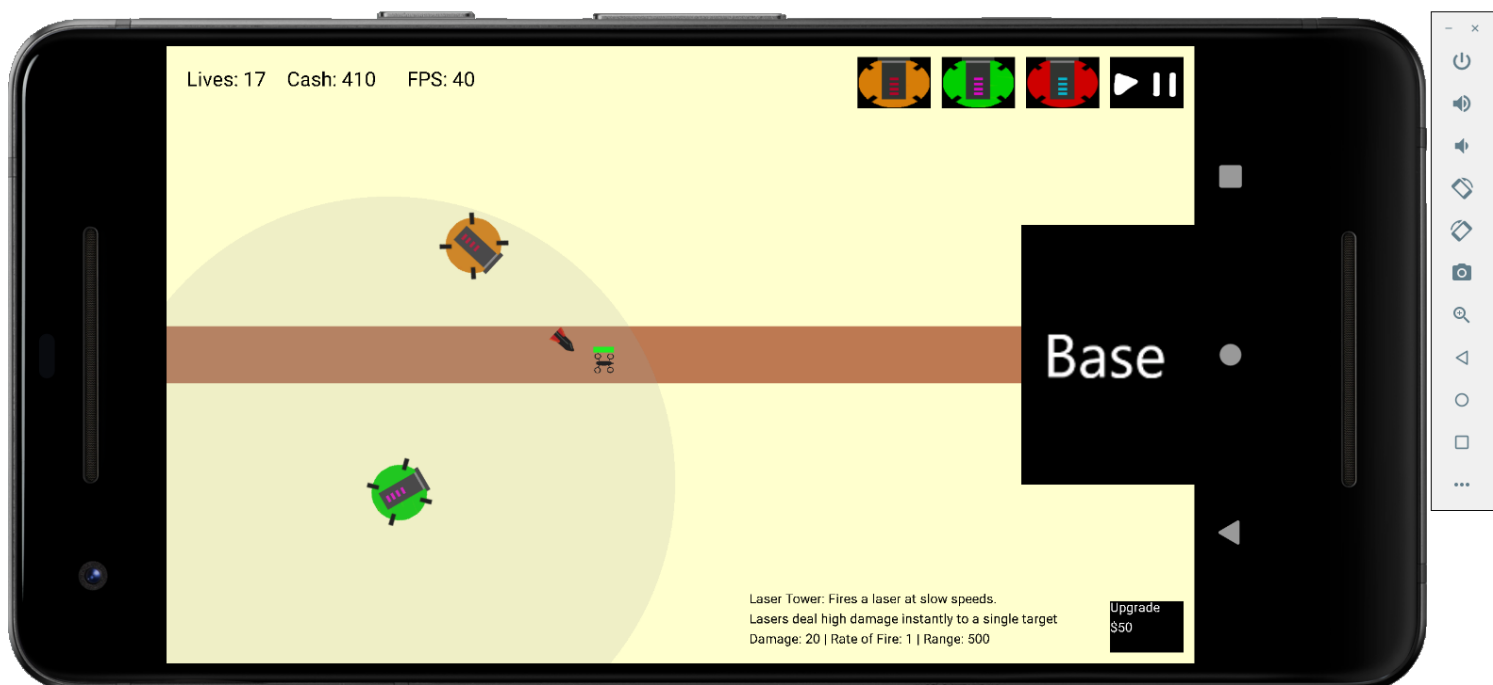 Lives: 17 Cash: 410 FPS: 40
Base
Laser Tower: Fires a laser at slow speeds.
Lasers deal high damage instantly to a single target
Damage: 20 | Rate of Fire: 1 | Range: 500
Upgrade
$50